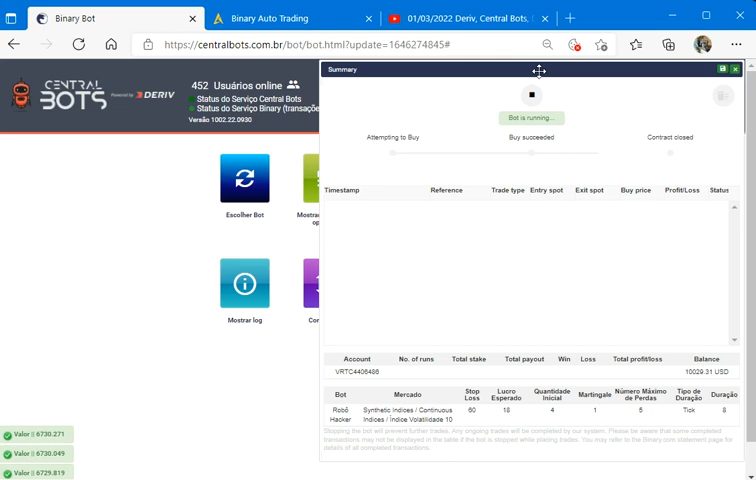 Binary Bot
Binary Auto Trading
01/03/2022 Deriv, Central Bots,
https://centralbots.com.br/bot/bot.html?update=1646274845#
CENTRAL
BOTS
Powered by
DERIV
452 Usuários online
Status do Serviço Central Bots
Status do Serviço Binary (transaçõe
Versão 1002.22.0930
Summary
Bot is running...
Attempting to Buy
Buy succeeded
Contract closed
Timestamp Reference Trade type Entry spot Exit spot Buy price Profit/Loss Status
Escolher Bot
Mostrar
op
Mostrar log
Cor
Account No. of runs Total stake Total payout Win Loss Total profit/loss Balance
VRTC4406486 10029.31 USD
Bot Mercado Stop Loss Lucro Esperado Quantidade Inicial Martingale Número Máximo de Perdas Tipo de Duração Duração
Robô Hacker Synthetic Indices / Continuous Indices / Índice Volatilidade 10 60 18 4 1 5 Tick 8
Stopping the bot will prevent further trades. Any ongoing trades will be completed by our system. Please be aware that some completed
transactions may not be displayed in the table if the bot is stopped while placing trades. You may refer to the Binary.com statement page for
details of all completed transactions.
Valor || 6730.271
Valor || 6730.049
Valor || 6729.819